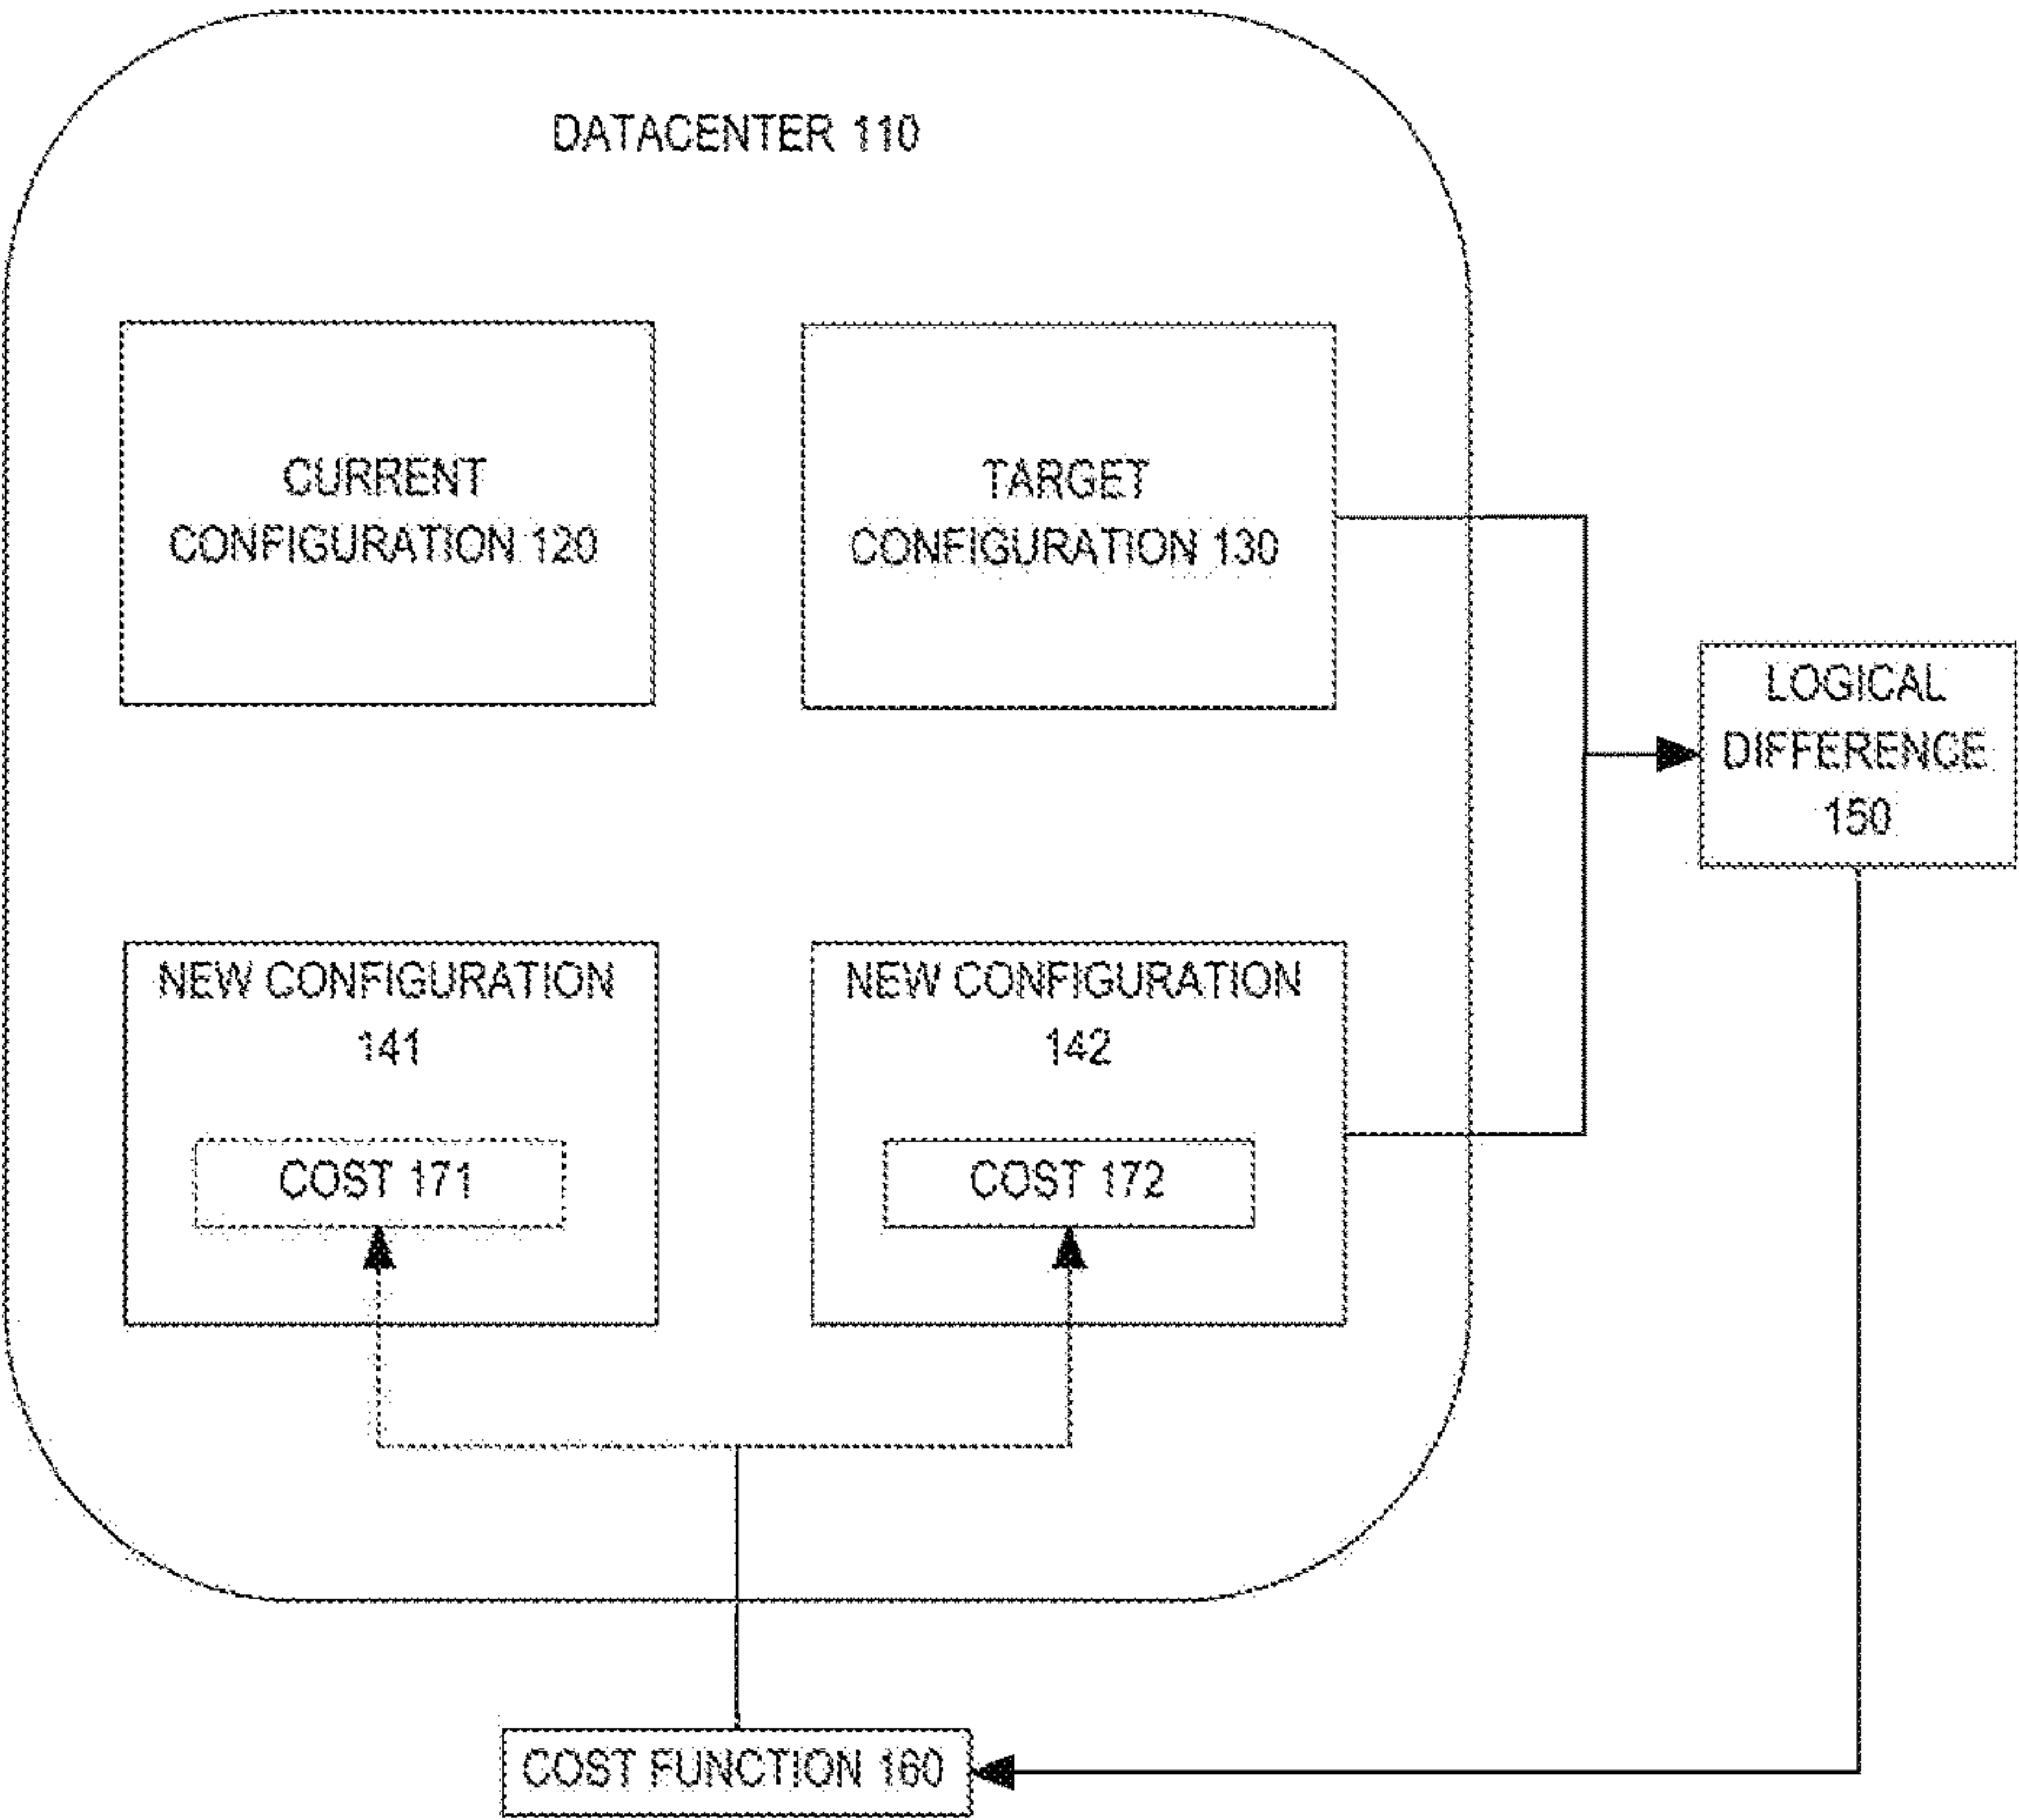 DATACENTER 110
CURRENT
CONFIGURATION 120
TARGET
CONFIGURATION 130
LOGICAL
DIFFERENCE
150
NEW CONFIGURATION
141
COST 171
NEW CONFIGURATION
142
COST 172
COST FUNCTION 160